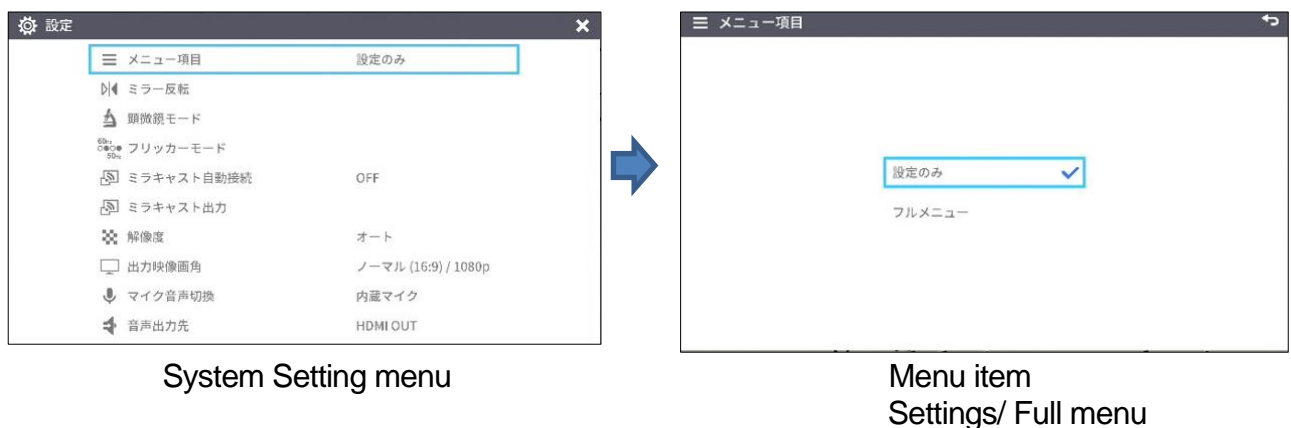 設定
メニュー項目 設定のみ
ミラー反転
顕微鏡モード
60Hz 50Hz フリッカーモード
ミラキャスト自動接続 OFF
ミラキャスト出力
解像度 オート
出力映像画角 ノーマル (16:9) / 1080p
マイク音声切換 内蔵マイク
音声出力先 HDMI OUT
System Setting menu
メニュー項目
設定のみ
フルメニュー
Menu item
Settings/ Full menu